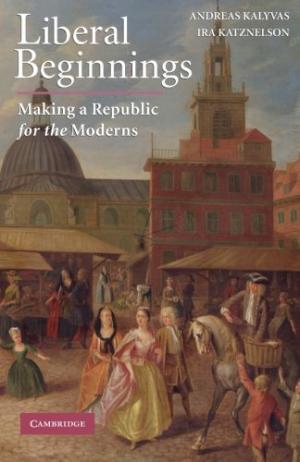 ANDREAS KALYVAS
IRA KATZNELSON
Liberal
Beginnings
Making a Republic
for the Moderns
CAMBRIDGE